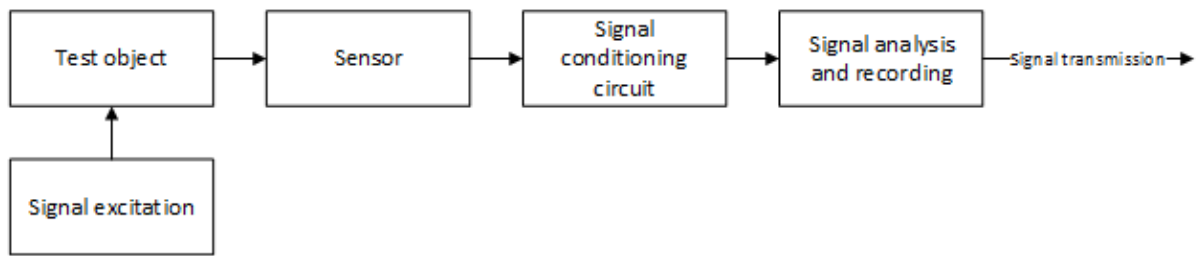 Test object
Sensor
Signal
conditioning
circuit
Signal analysis
and recording
Signal transmission
Signal excitation